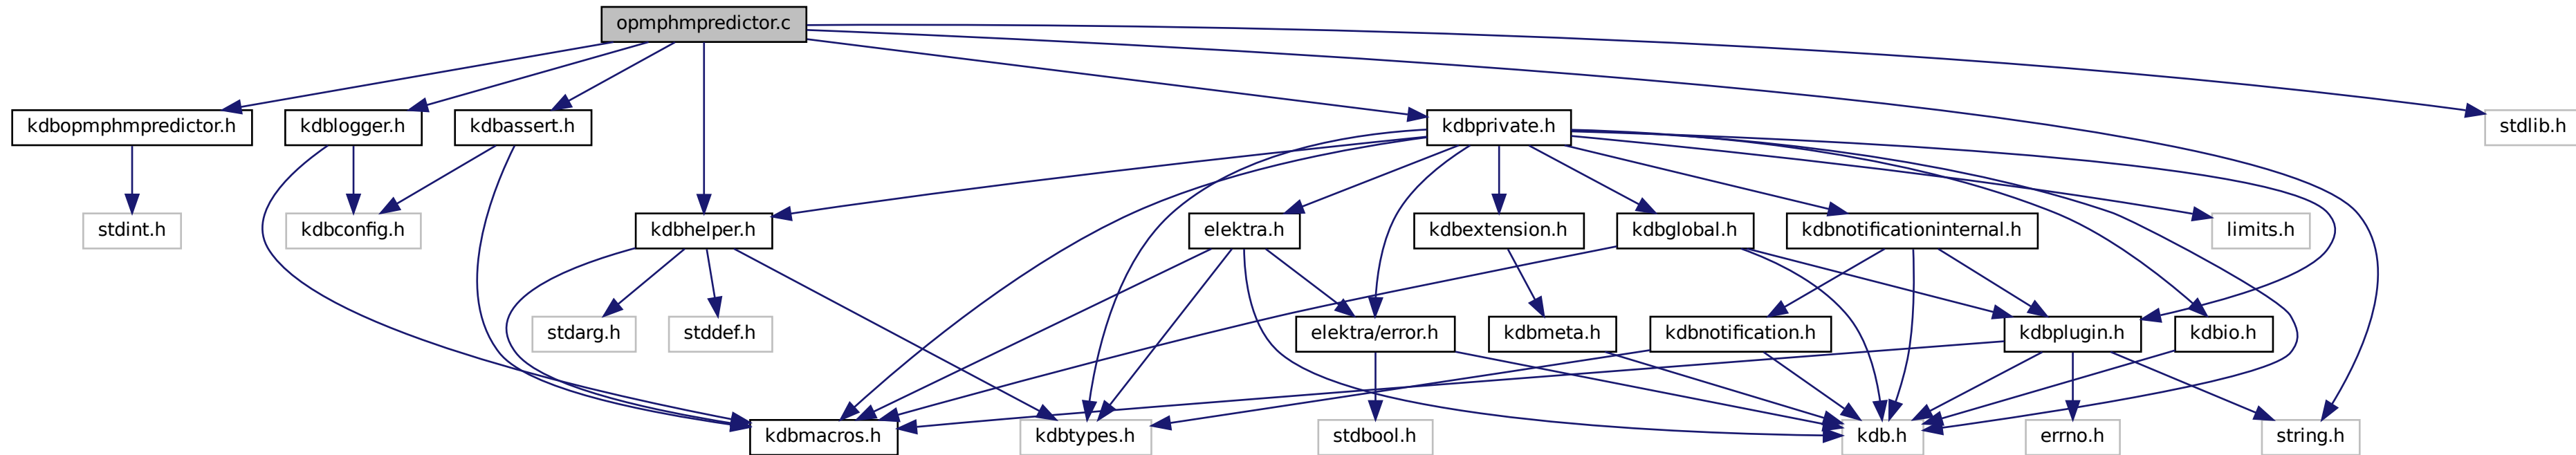 opmphmpredictor.c
kdbopmphmpredictor.h
kdblogger.h
kdbassert.h
kdbprivate.h
stdlib.h
stdint.h
kdbconfig.h
kdbhelper.h
elektra.h
kdbextension.h
kdbglobal.h
kdbnotificationinternal.h
limits.h
stdarg.h
stddef.h
elektra/error.h
kdbmeta.h
kdbnotification.h
kdbplugin.h
kdbio.h
kdbmacros.h
kdbtypes.h
stdbool.h
kdb.h
errno.h
string.h